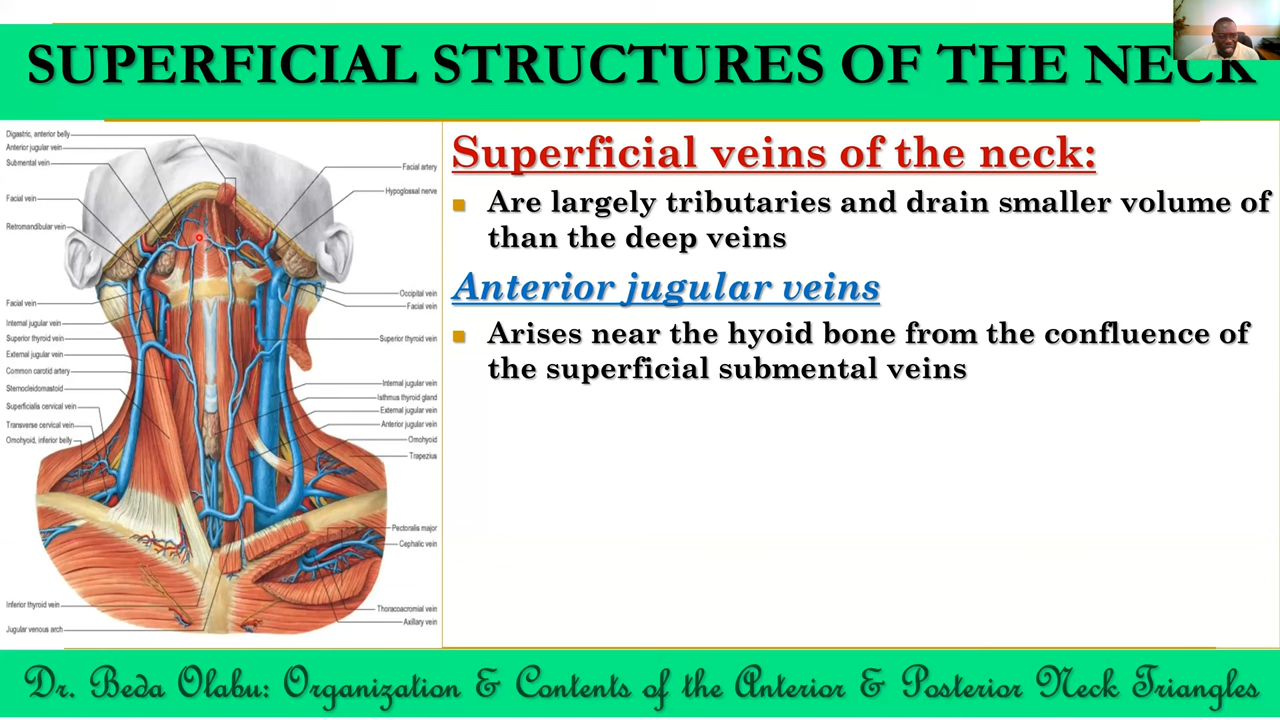 SUPERFICIAL STRUCTURES OF THE NECK
Digastric, anterior belly
Anterior jugular vein
Submental vein
Facial vein
Retromandibular vein
Facial vein
Internal jugular vein
Superior thyroid vein
External jugular vein
Common carotid artery
Sternocleidomastoid
Superficialis cervical vein
Transverse cervical vein
Omohyoid, inferior belly
Inferior thyroid vein
Jugular venous arch
Facial artery
Hypoglossal nerve
Occipital vein
Facial vein
Superior thyroid vein
Internal jugular vein
Isthmus thyroid gland
External jugular vein
Anterior jugular vein
Omohyoid
Trapezius
Pectoralis major
Cephalic vein
Thoracoacromial vein
Axillary vein
Superficial veins of the neck:
Are largely tributaries and drain smaller volume of
than the deep veins
Anterior jugular veins
Arises near the hyoid bone from the confluence of
the superficial submental veins
Dr. Beda Olabu: Organization & Contents of the Anterior & Posterior Neck Triangles